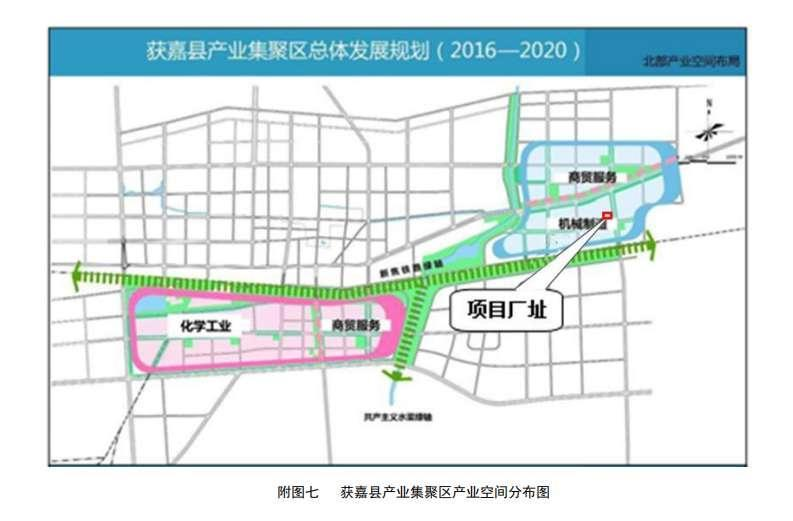 获嘉县产业集聚区总体发展规划（2016—2020）
北部产业空间布局
N
商贸服务
机械制造
新焦铁路绿轴
项目厂址
化学工业
商贸服务
共产主义水渠绿轴
附图七 获嘉县产业集聚区产业空间分布图